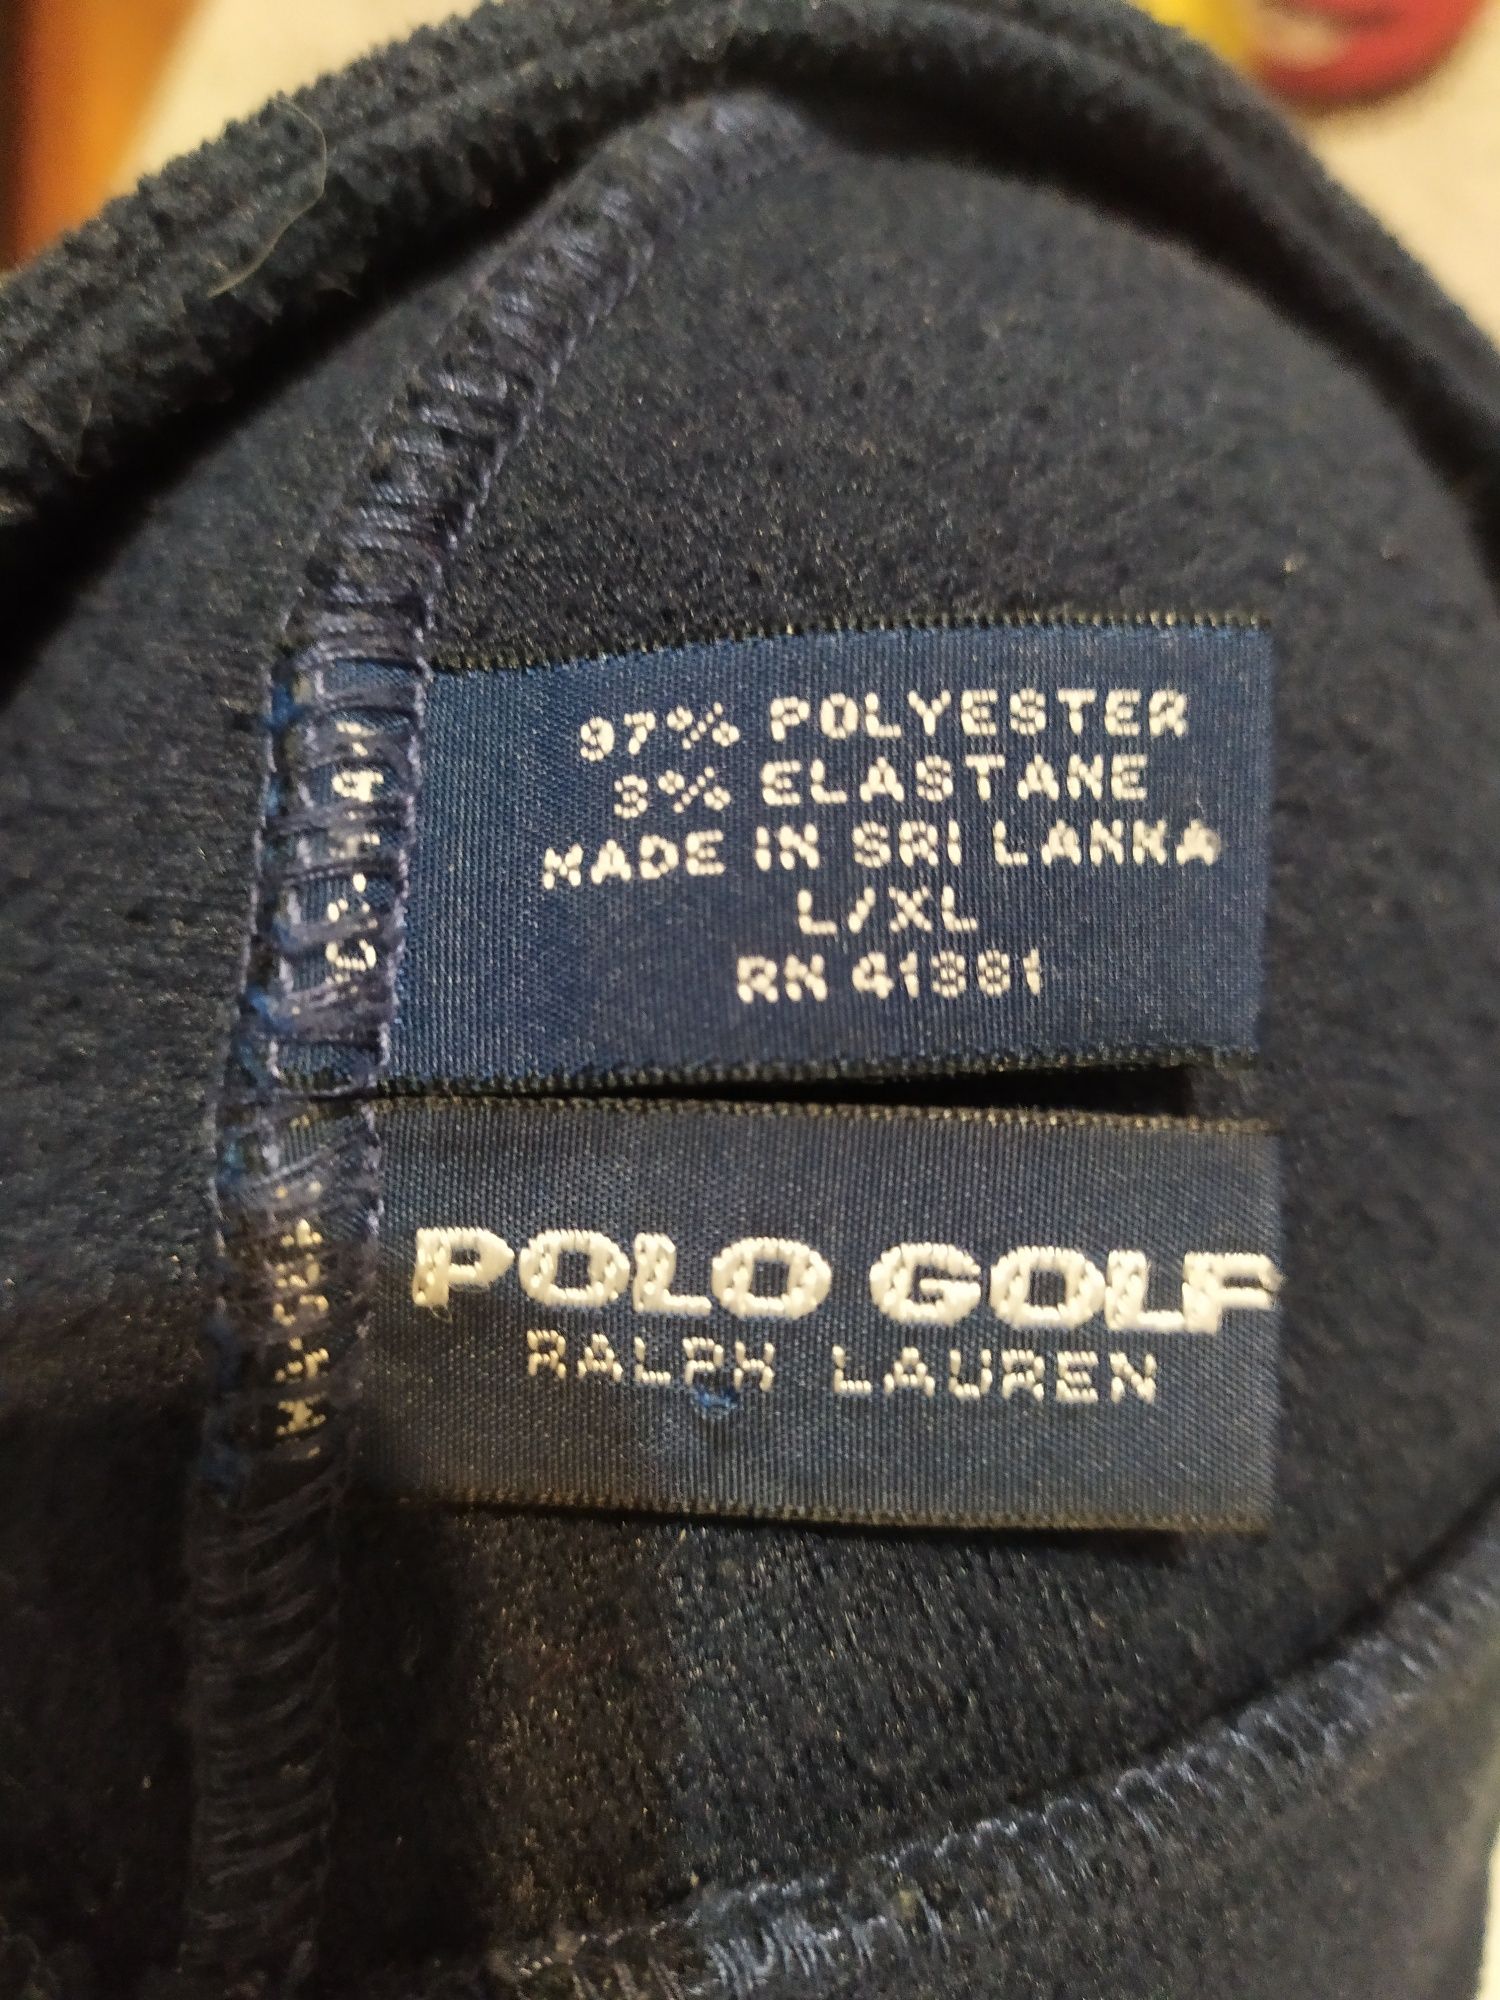 97% POLYESTER
3% ELASTANE
MADE IN SRI LANKA
L/XL
RN 41381
POLO GOLF
RALPH LAUREN